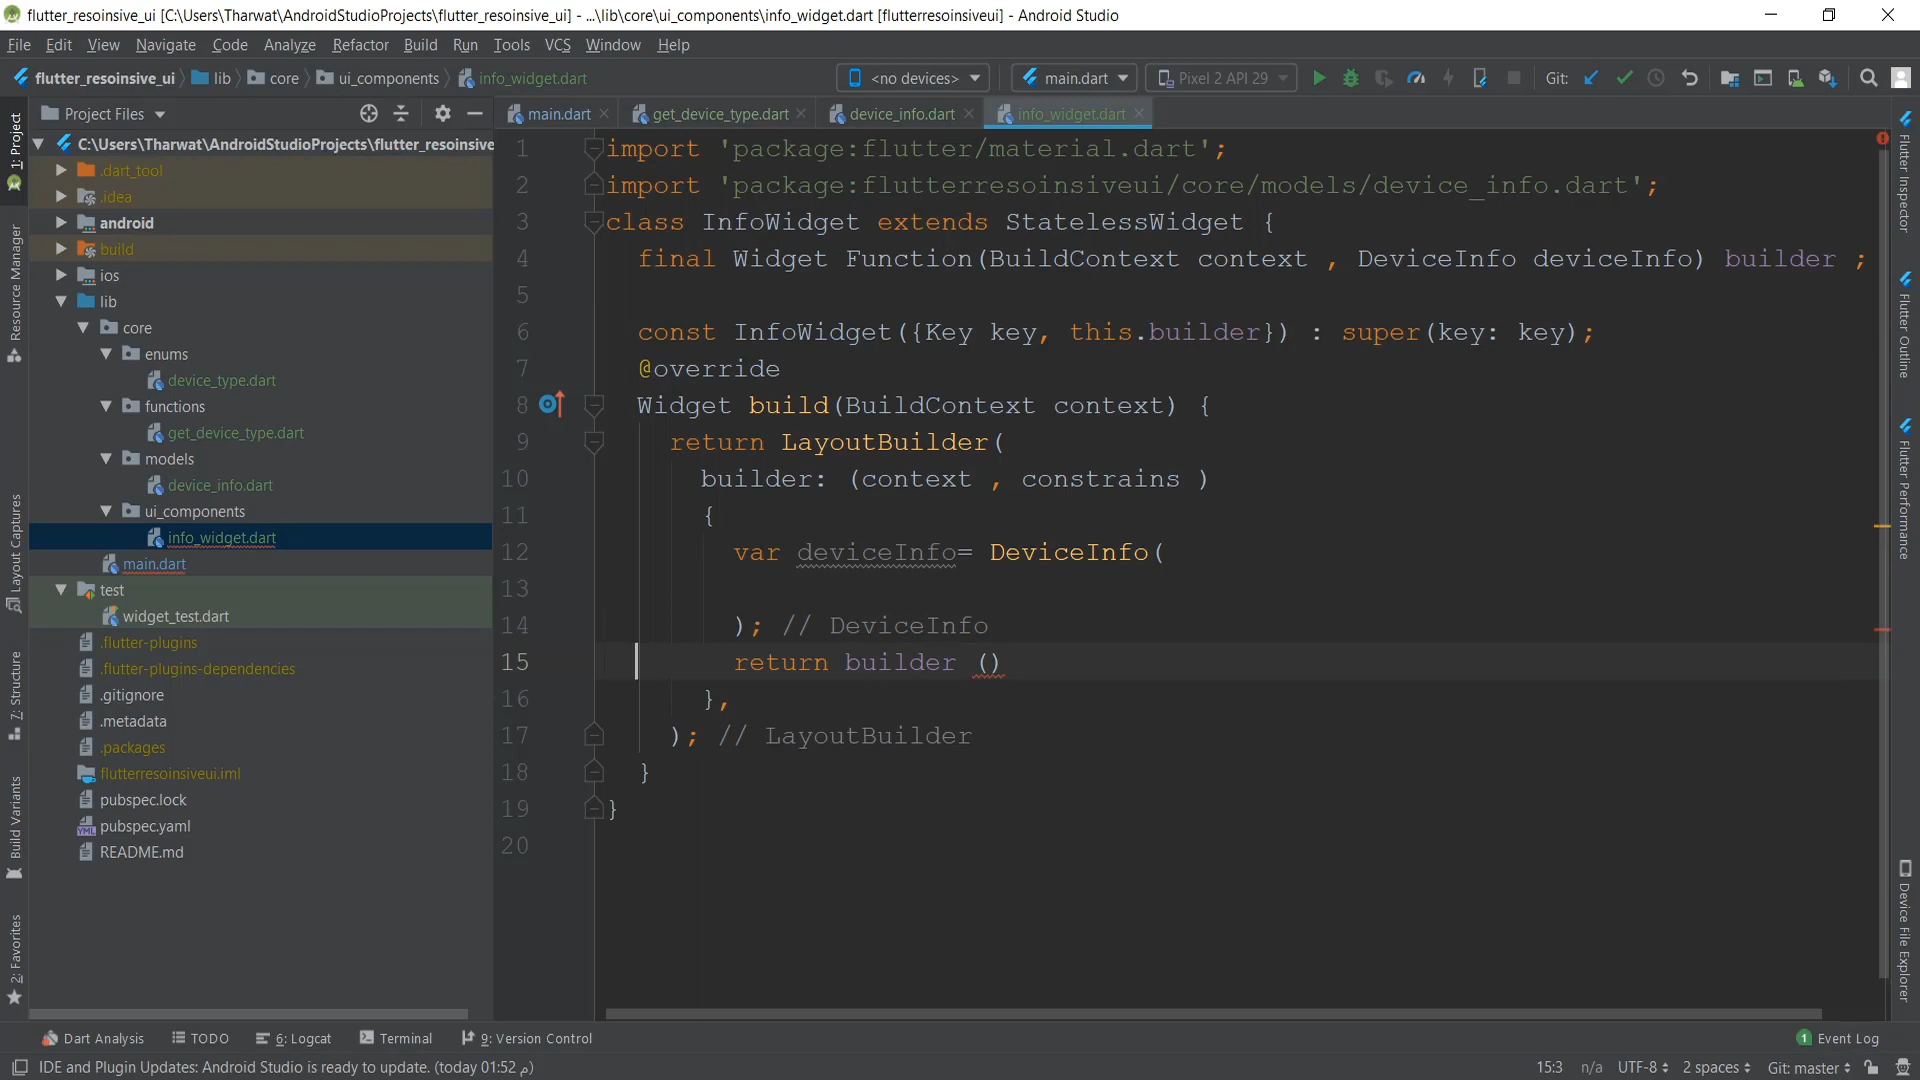 flutter_resoinsive_ui [C:\Users\Tharwat\AndroidStudioProjects\flutter_resoinsive_ui] - ...\lib\core\ui_components\info_widget.dart [flutterresoinsiveui] - Android Studio
File Edit View Navigate Code Analyze Refactor Build Run Tools VCS Window Help
flutter_resoinsive_ui lib core ui_components info_widget.dart <no devices> main.dart Pixel 2 API 29 Git:
Project Files
main.dart get_device_type.dart device_info.dart info_widget.dart
C:\Users\Tharwat\AndroidStudioProjects\flutter_resoinsive
.dart_tool
.idea
android
build
ios
lib
core
enums
device_type.dart
functions
get_device_type.dart
models
device_info.dart
ui_components
info_widget.dart
main.dart
test
widget_test.dart
.flutter-plugins
.flutter-plugins-dependencies
.gitignore
.metadata
.packages
flutterresoinsiveui.iml
pubspec.lock
pubspec.yaml
README.md
1 import 'package:flutter/material.dart';
2 import 'package:flutterresoinsiveui/core/models/device_info.dart';
3 class InfoWidget extends StatelessWidget {
4 final Widget Function(BuildContext context , DeviceInfo deviceInfo) builder ;
5
6 const InfoWidget({Key key, this.builder}) : super(key: key);
7 @override
8 Widget build(BuildContext context) {
9 return LayoutBuilder(
10 builder: (context , constrains )
11 {
12 var deviceInfo= DeviceInfo(
13
14 ); // DeviceInfo
15 return builder ()
16 },
17 ); // LayoutBuilder
18 }
19 }
20
1: Project
Resource Manager
Layout Captures
7: Structure
Build Variants
2: Favorites
Flutter Inspector
Flutter Outline
Flutter Performance
Device File Explorer
Dart Analysis TODO 6: Logcat Terminal 9: Version Control 1 Event Log
IDE and Plugin Updates: Android Studio is ready to update. (today 01:52 م) 15:3 n/a UTF-8 2 spaces Git: master